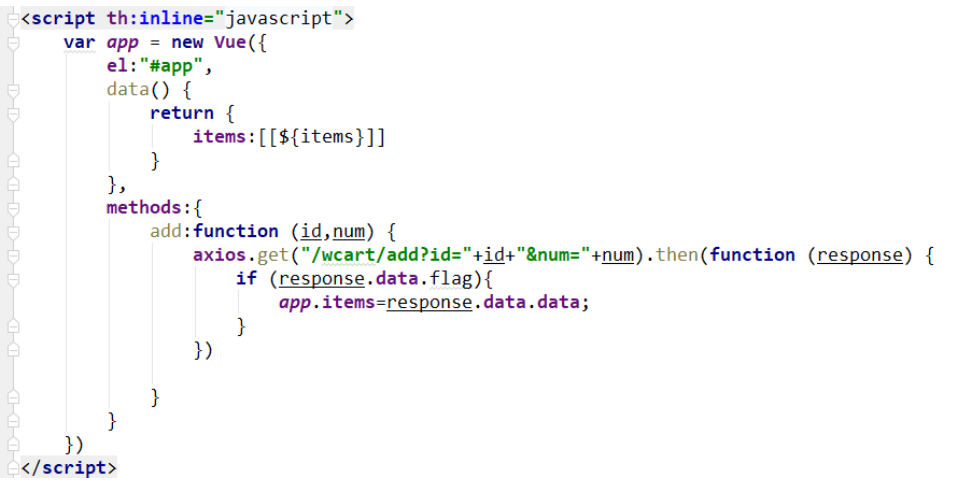 <script th:inline="javascript">
    var app = new Vue({
        el:"#app",
        data() {
            return {
                items:[[${items}]]
            }
        },
        methods:{
            add:function (id,num) {
                axios.get("/wcart/add?id="+id+"&num="+num).then(function (response) {
                    if (response.data.flag){
                        app.items=response.data.data;
                    }
                })

            }
        }
    })
</script>